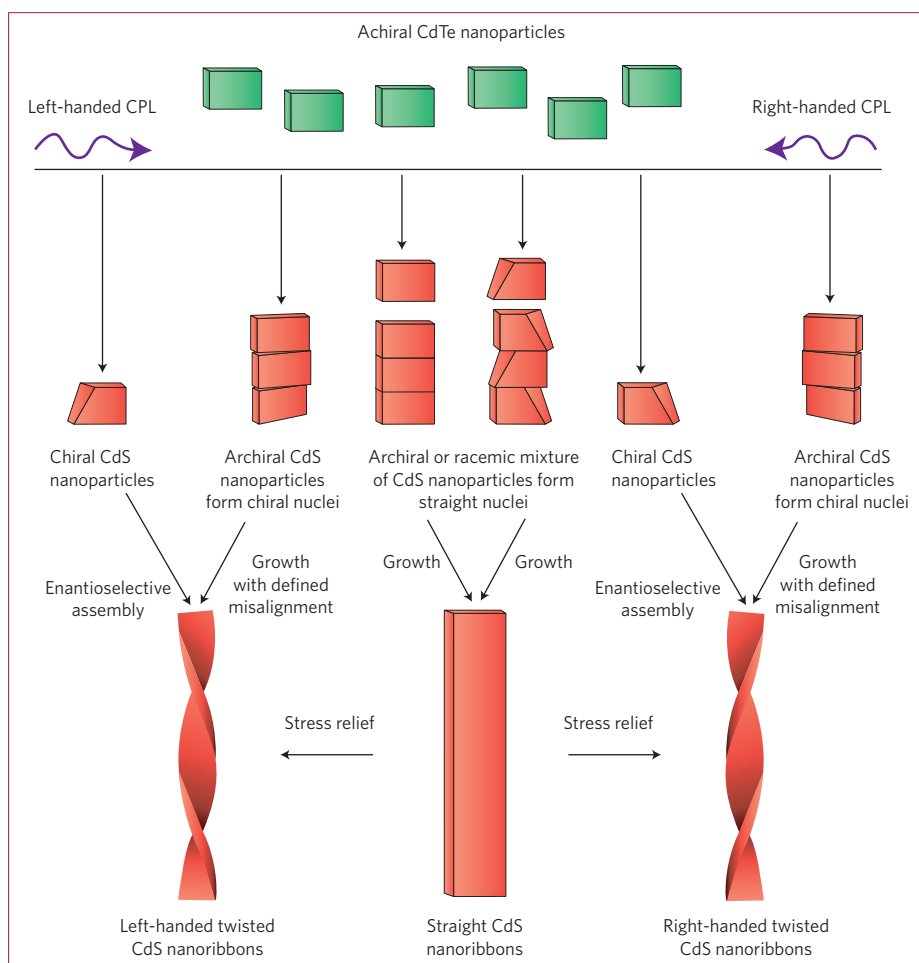 Achiral CdTe nanoparticles
Left-handed CPL
Right-handed CPL
Chiral CdS
nanoparticles
Archiral CdS
nanoparticles
form chiral nuclei
Archiral or racemic mixture
of CdS nanoparticles form
straight nuclei
Chiral CdS
nanoparticles
Archiral CdS
nanoparticles
form chiral nuclei
Enantioselective
assembly
Growth
with defined
misalignment
Growth
Growth
Enantioselective
assembly
Growth
with defined
misalignment
Stress relief
Stress relief
Left-handed twisted
CdS nanoribbons
Straight CdS
nanoribbons
Right-handed twisted
CdS nanoribbons